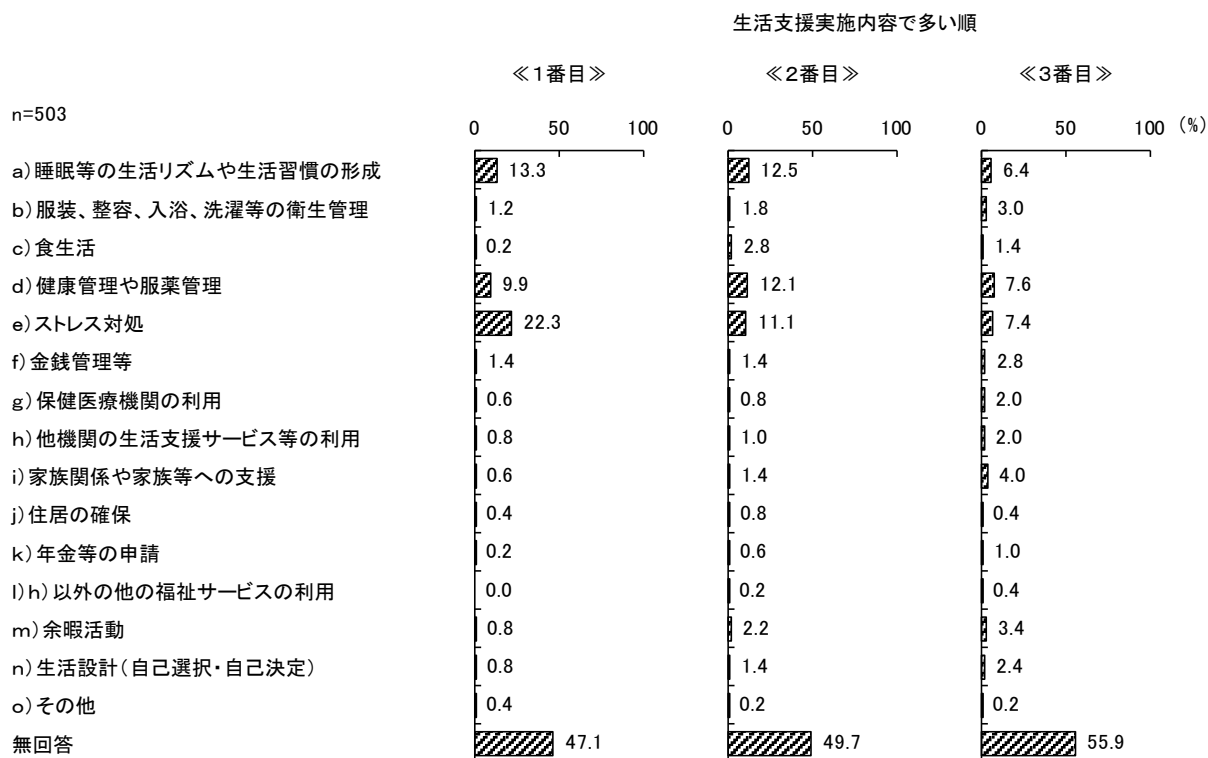 生活支援実施内容で多い順
≪1番目≫ ≪2番目≫ ≪3番目≫
n=503
0 50 100 0 50 100 0 50 100 (%)
a)睡眠等の生活リズムや生活習慣の形成 13.3 12.5 6.4
b)服装、整容、入浴、洗濯等の衛生管理 1.2 1.8 3.0
c)食生活 0.2 2.8 1.4
d)健康管理や服薬管理 9.9 12.1 7.6
e)ストレス対処 22.3 11.1 7.4
f)金銭管理等 1.4 1.4 2.8
g)保健医療機関の利用 0.6 0.8 2.0
h)他機関の生活支援サービス等の利用 0.8 1.0 2.0
i)家族関係や家族等への支援 0.6 1.4 4.0
j)住居の確保 0.4 0.8 0.4
k)年金等の申請 0.2 0.6 1.0
l)h)以外の他の福祉サービスの利用 0.0 0.2 0.4
m)余暇活動 0.8 2.2 3.4
n)生活設計(自己選択・自己決定) 0.8 1.4 2.4
o)その他 0.4 0.2 0.2
無回答 47.1 49.7 55.9